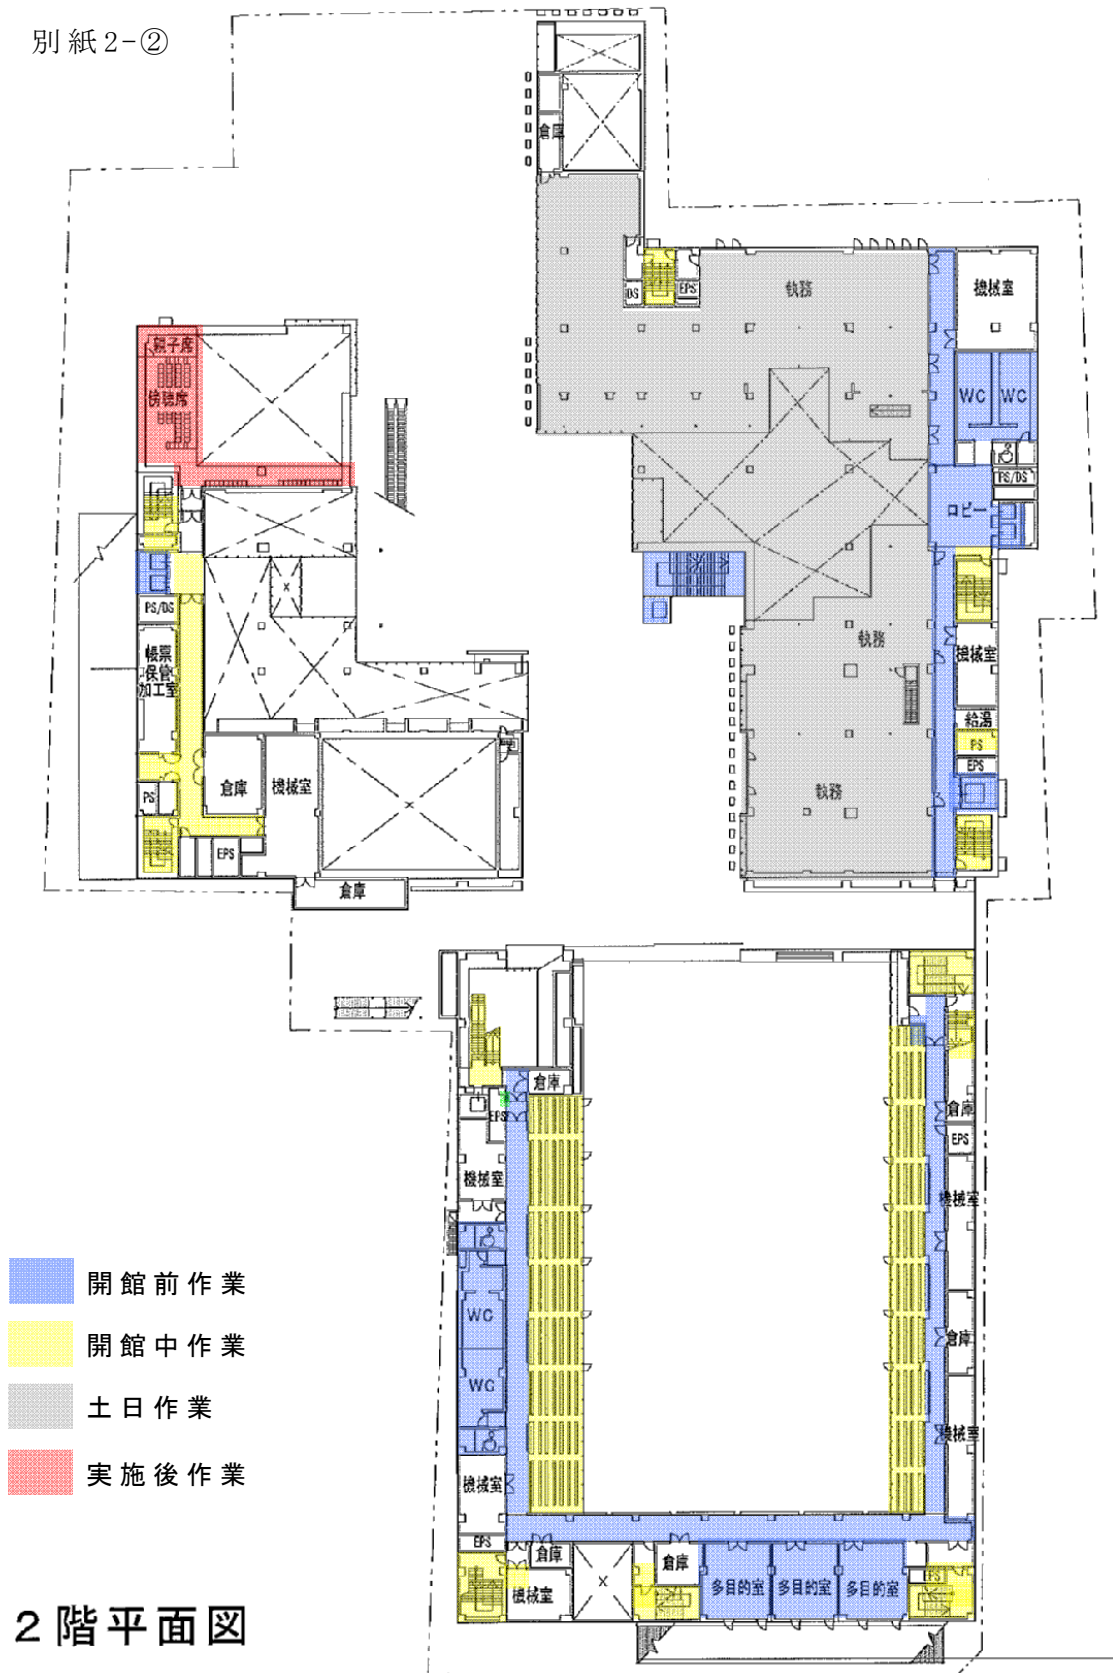 別紙2-②
倉庫
DS
EPS
執務
機械室
親子席
傍聴席
WC
WC
PS/DS
ロビー
PS/DS
帳票
保管
加工室
執務
機械室
給湯
PS
EPS
倉庫
機械室
執務
PS
EPS
倉庫
倉庫
EPS
倉庫
EPS
機械室
機械室
WC
倉庫
WC
機械室
機械室
EPS
倉庫
倉庫
機械室
多目的室
多目的室
多目的室
開館前作業
開館中作業
土日作業
実施後作業
2階平面図